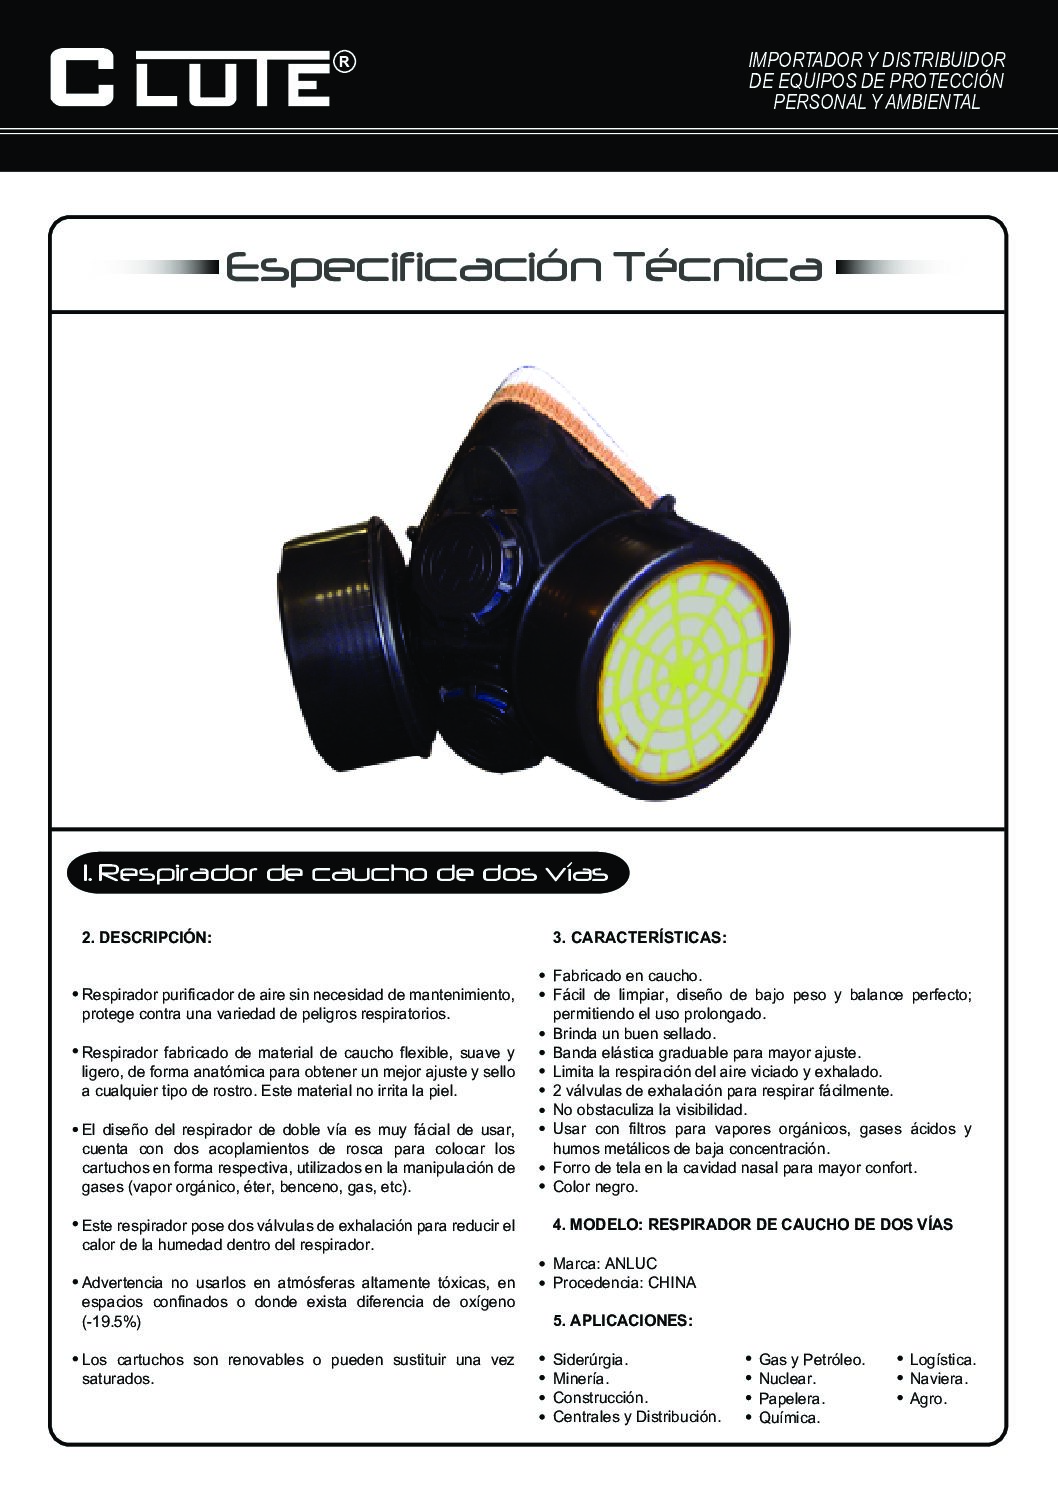 C LUTE®
IMPORTADOR Y DISTRIBUIDOR
DE EQUIPOS DE PROTECCIÓN
PERSONAL Y AMBIENTAL
Especificación Técnica
1. Respirador de caucho de dos vías
2. DESCRIPCIÓN:
• Respirador purificador de aire sin necesidad de mantenimiento,
protege contra una variedad de peligros respiratorios.
• Respirador fabricado de material de caucho flexible, suave y
ligero, de forma anatómica para obtener un mejor ajuste y sello
a cualquier tipo de rostro. Este material no irrita la piel.
• El diseño del respirador de doble vía es muy fácial de usar,
cuenta con dos acoplamientos de rosca para colocar los
cartuchos en forma respectiva, utilizados en la manipulación de
gases (vapor orgánico, éter, benceno, gas, etc).
• Este respirador pose dos válvulas de exhalación para reducir el
calor de la humedad dentro del respirador.
• Advertencia no usarlos en atmósferas altamente tóxicas, en
espacios confinados o donde exista diferencia de oxígeno
(-19.5%)
• Los cartuchos son renovables o pueden sustituir una vez
saturados.
3. CARACTERÍSTICAS:
• Fabricado en caucho.
• Fácil de limpiar, diseño de bajo peso y balance perfecto;
permitiendo el uso prolongado.
• Brinda un buen sellado.
• Banda elástica graduable para mayor ajuste.
• Limita la respiración del aire viciado y exhalado.
• 2 válvulas de exhalación para respirar fácilmente.
• No obstaculiza la visibilidad.
• Usar con filtros para vapores orgánicos, gases ácidos y
humos metálicos de baja concentración.
• Forro de tela en la cavidad nasal para mayor confort.
• Color negro.
4. MODELO: RESPIRADOR DE CAUCHO DE DOS VÍAS
• Marca: ANLUC
• Procedencia: CHINA
5. APLICACIONES:
• Siderúrgia.
• Minería.
• Construcción.
• Centrales y Distribución.
• Gas y Petróleo.
• Nuclear.
• Papelera.
• Química.
• Logística.
• Naviera.
• Agro.